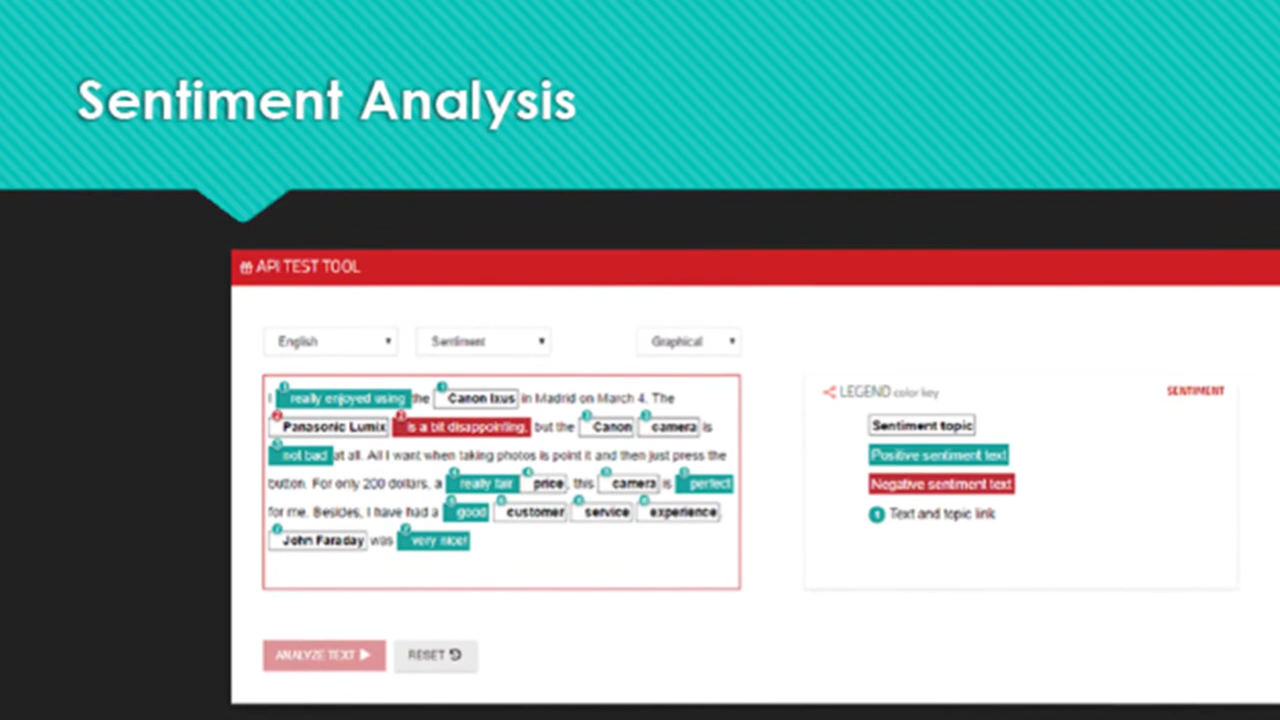 Sentiment Analysis
API TEST TOOL
English Sentiment Graphical
I really enjoyed using the Canon Ixus in Madrid on March 4. The
Panasonic Lumix is a bit disappointing, but the Canon camera is
not bad at all. All I want when taking photos is point it and then just press the
button. For only 200 dollars, a really fair price, this camera is perfect
for me. Besides, I have had a good customer service experience,
John Faraday was very nice!
LEGEND color key SENTIMENT
Sentiment topic
Positive sentiment text
Negative sentiment text
Text and topic link
ANALYZE TEXT RESET